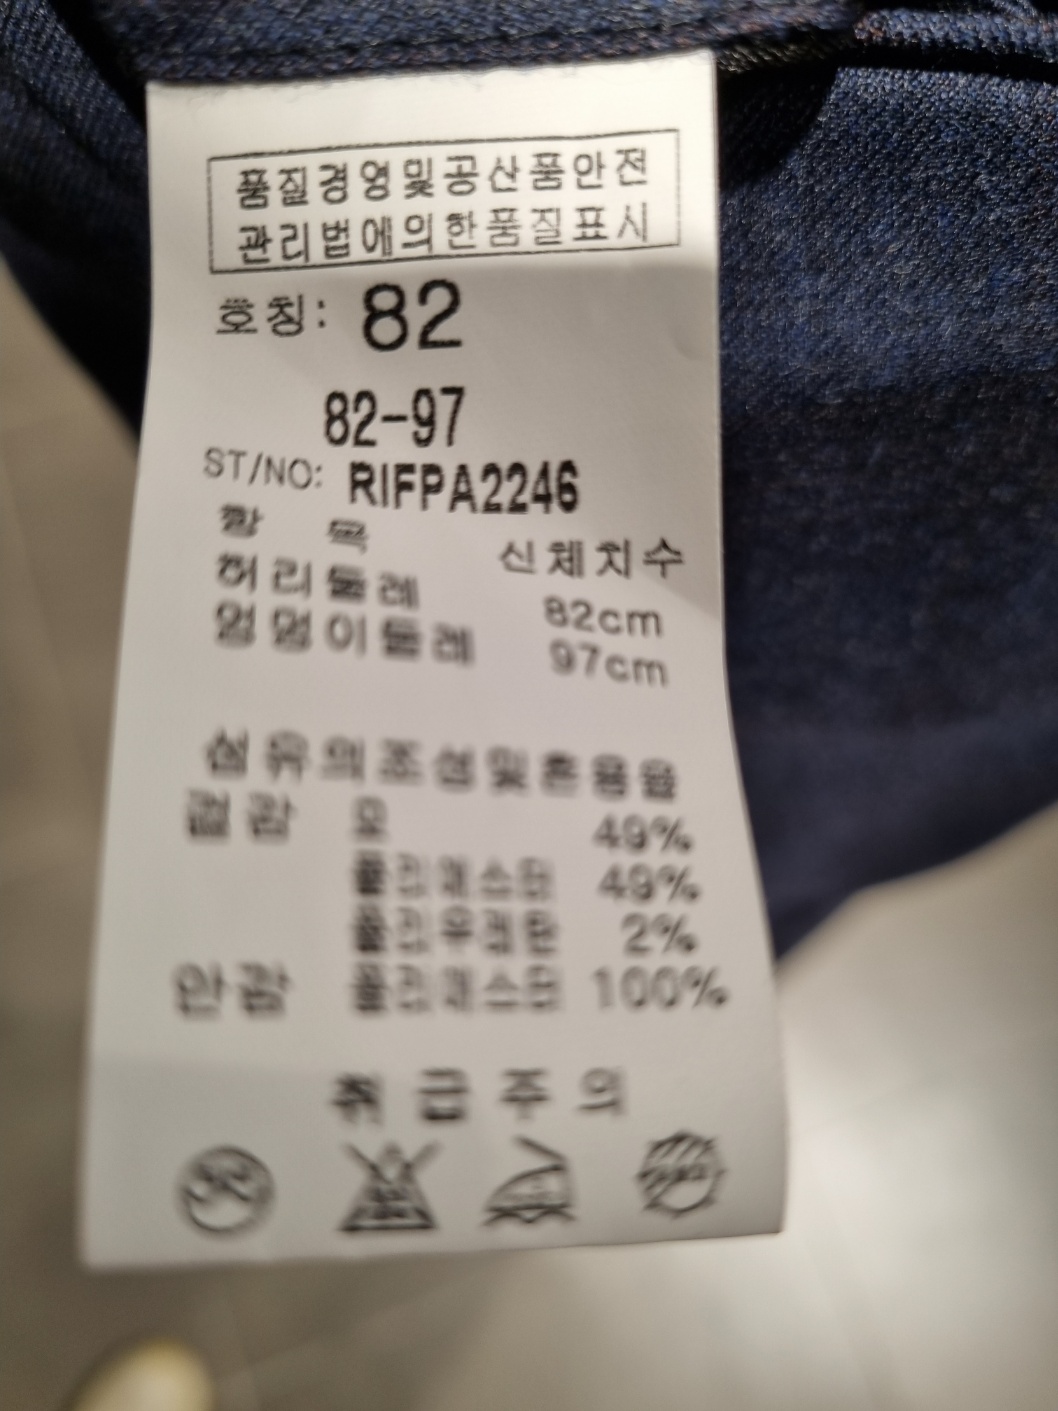 품질경영및공산품안전
관리법에의한품질표시
호칭: 82
82-97
ST/NO: RIFPA2246
항 목 신체치수
허리둘레 82cm
엉덩이둘레 97cm
섬유의조성및혼용율
겉감 모 49%
폴리에스터 49%
폴리우레탄 2%
안감 폴리에스터 100%
취급주의